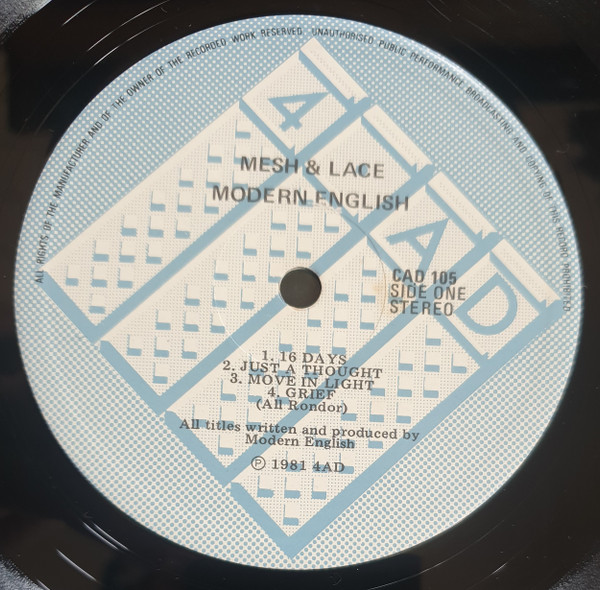 ALL RIGHTS OF THE MANUFACTURER AND OF THE OWNER OF THE RECORDED WORK RESERVED. UNAUTHORISED PUBLIC PERFORMANCE, BROADCASTING AND COPYING OF THIS RECORD PROHIBITED
4AD
MESH & LACE
MODERN ENGLISH
CAD 105
SIDE ONE
STEREO
1. 16 DAYS
2. JUST A THOUGHT
3. MOVE IN LIGHT
4. GRIEF
(All Rondor)
All titles written and produced by
Modern English
℗ 1981 4AD